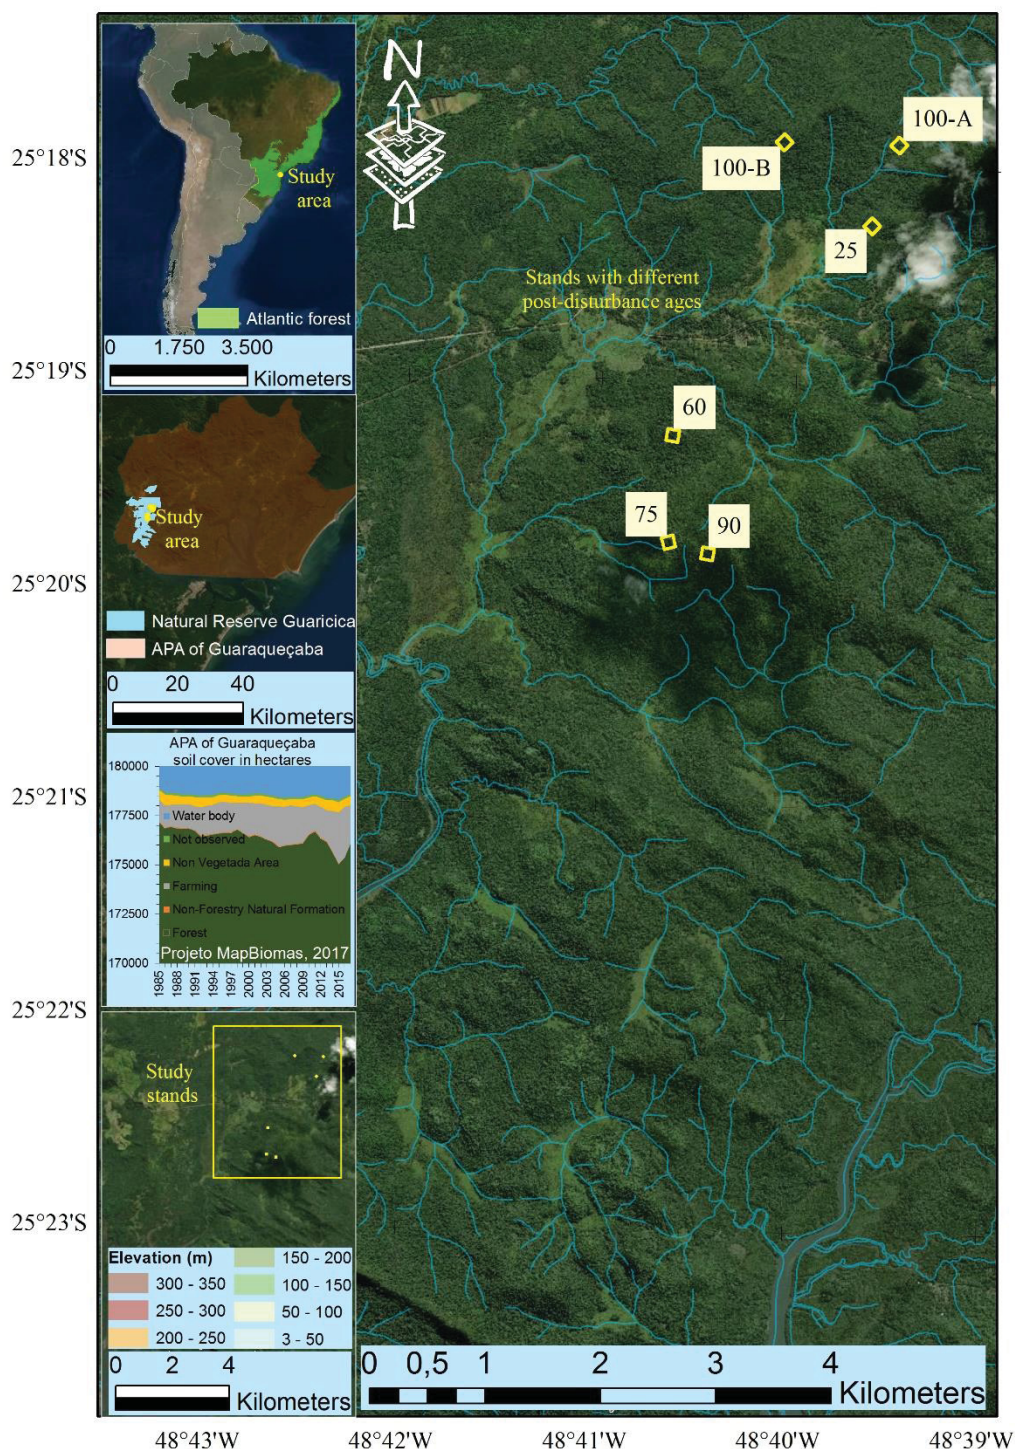 N
Study
area
Atlantic forest
0 1.750 3.500
Kilometers
Study
area
Natural Reserve Guaricica
APA of Guaraqueçaba
0 20 40
Kilometers
APA of Guaraqueçaba
soil cover in hectares
180000
177500
175000
172500
170000
Water body
Not observed
Non Vegetada Area
Farming
Non-Forestry Natural Formation
Forest
Projeto MapBiomas, 2017
1985 1988 1991 1994 1997 2000 2003 2006 2009 2012 2015
Study
stands
Elevation (m)
300 - 350
250 - 300
200 - 250
150 - 200
100 - 150
50 - 100
3 - 50
0 2 4
Kilometers
100-A
100-B
25
Stands with different
post-disturbance ages
60
75
90
0 0,5 1 2 3 4
Kilometers
25°18'S
25°19'S
25°20'S
25°21'S
25°22'S
25°23'S
48°43'W 48°42'W 48°41'W 48°40'W 48°39'W